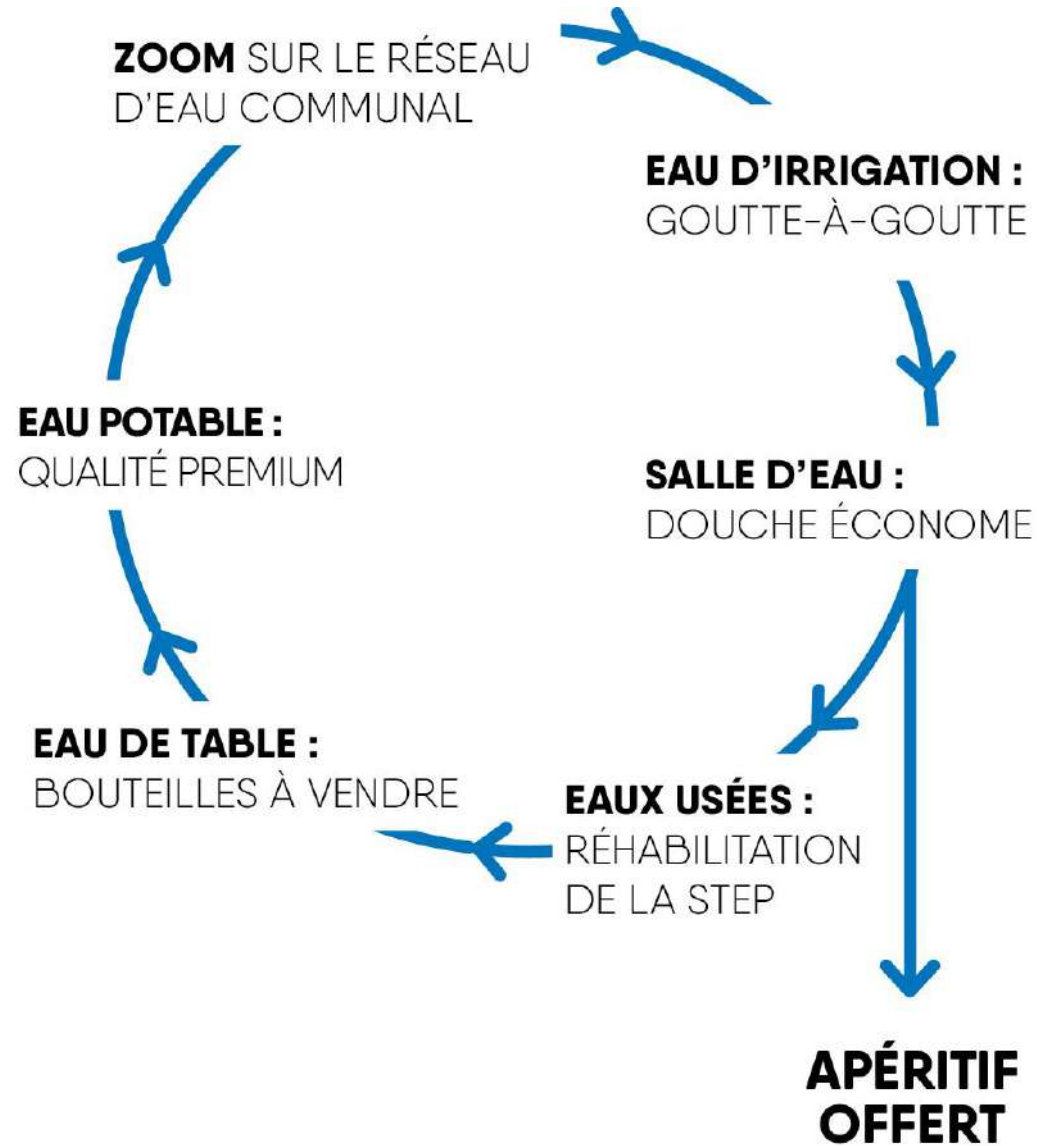 ZOOM SUR LE RÉSEAU
D'EAU COMMUNAL
EAU D'IRRIGATION :
GOUTTE-À-GOUTTE
SALLE D'EAU :
DOUCHE ÉCONOME
EAUX USÉES :
RÉHABILITATION
DE LA STEP
EAU DE TABLE :
BOUTEILLES À VENDRE
EAU POTABLE :
QUALITÉ PREMIUM
APÉRITIF
OFFERT